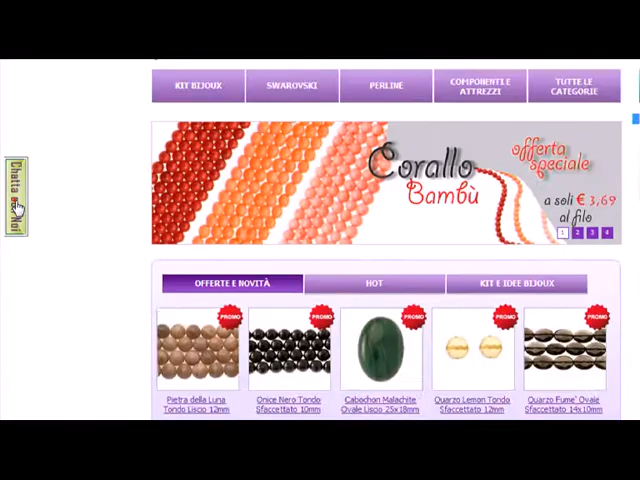 KIT BIJOUX
SWAROVSKI
PERLINE
COMPONENTI E
ATTREZZI
TUTTE LE
CATEGORIE
Chatta con Noi
Corallo
Bambù
offerta
speciale
a soli € 3,69
al filo
1 2 3 4
OFFERTE E NOVITÀ
HOT
KIT E IDEE BIJOUX
PROMO
PROMO
PROMO
PROMO
PROMO
Pietra della Luna
Tondo Liscio 12mm
Onice Nero Tondo
Sfaccettato 10mm
Cabochon Malachite
Ovale Liscio 25x18mm
Quarzo Lemon Tondo
Sfaccettato 12mm
Quarzo Fume' Ovale
Sfaccettato 14x10mm